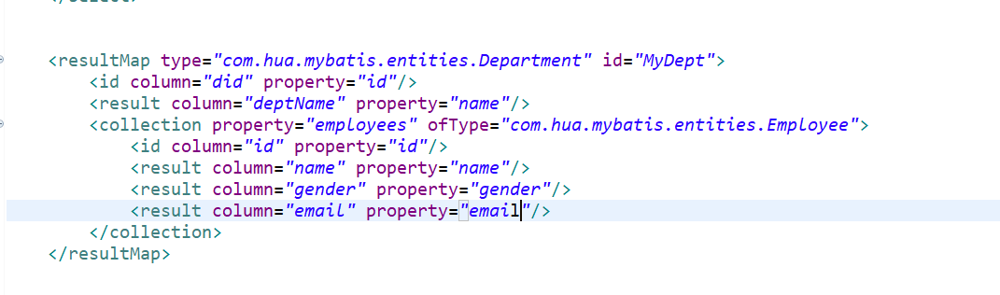 <resultMap type="com.hua.mybatis.entities.Department" id="MyDept">
<id column="did" property="id"/>
<result column="deptName" property="name"/>
<collection property="employees" ofType="com.hua.mybatis.entities.Employee">
<id column="id" property="id"/>
<result column="name" property="name"/>
<result column="gender" property="gender"/>
<result column="email" property="email"/>
</collection>
</resultMap>